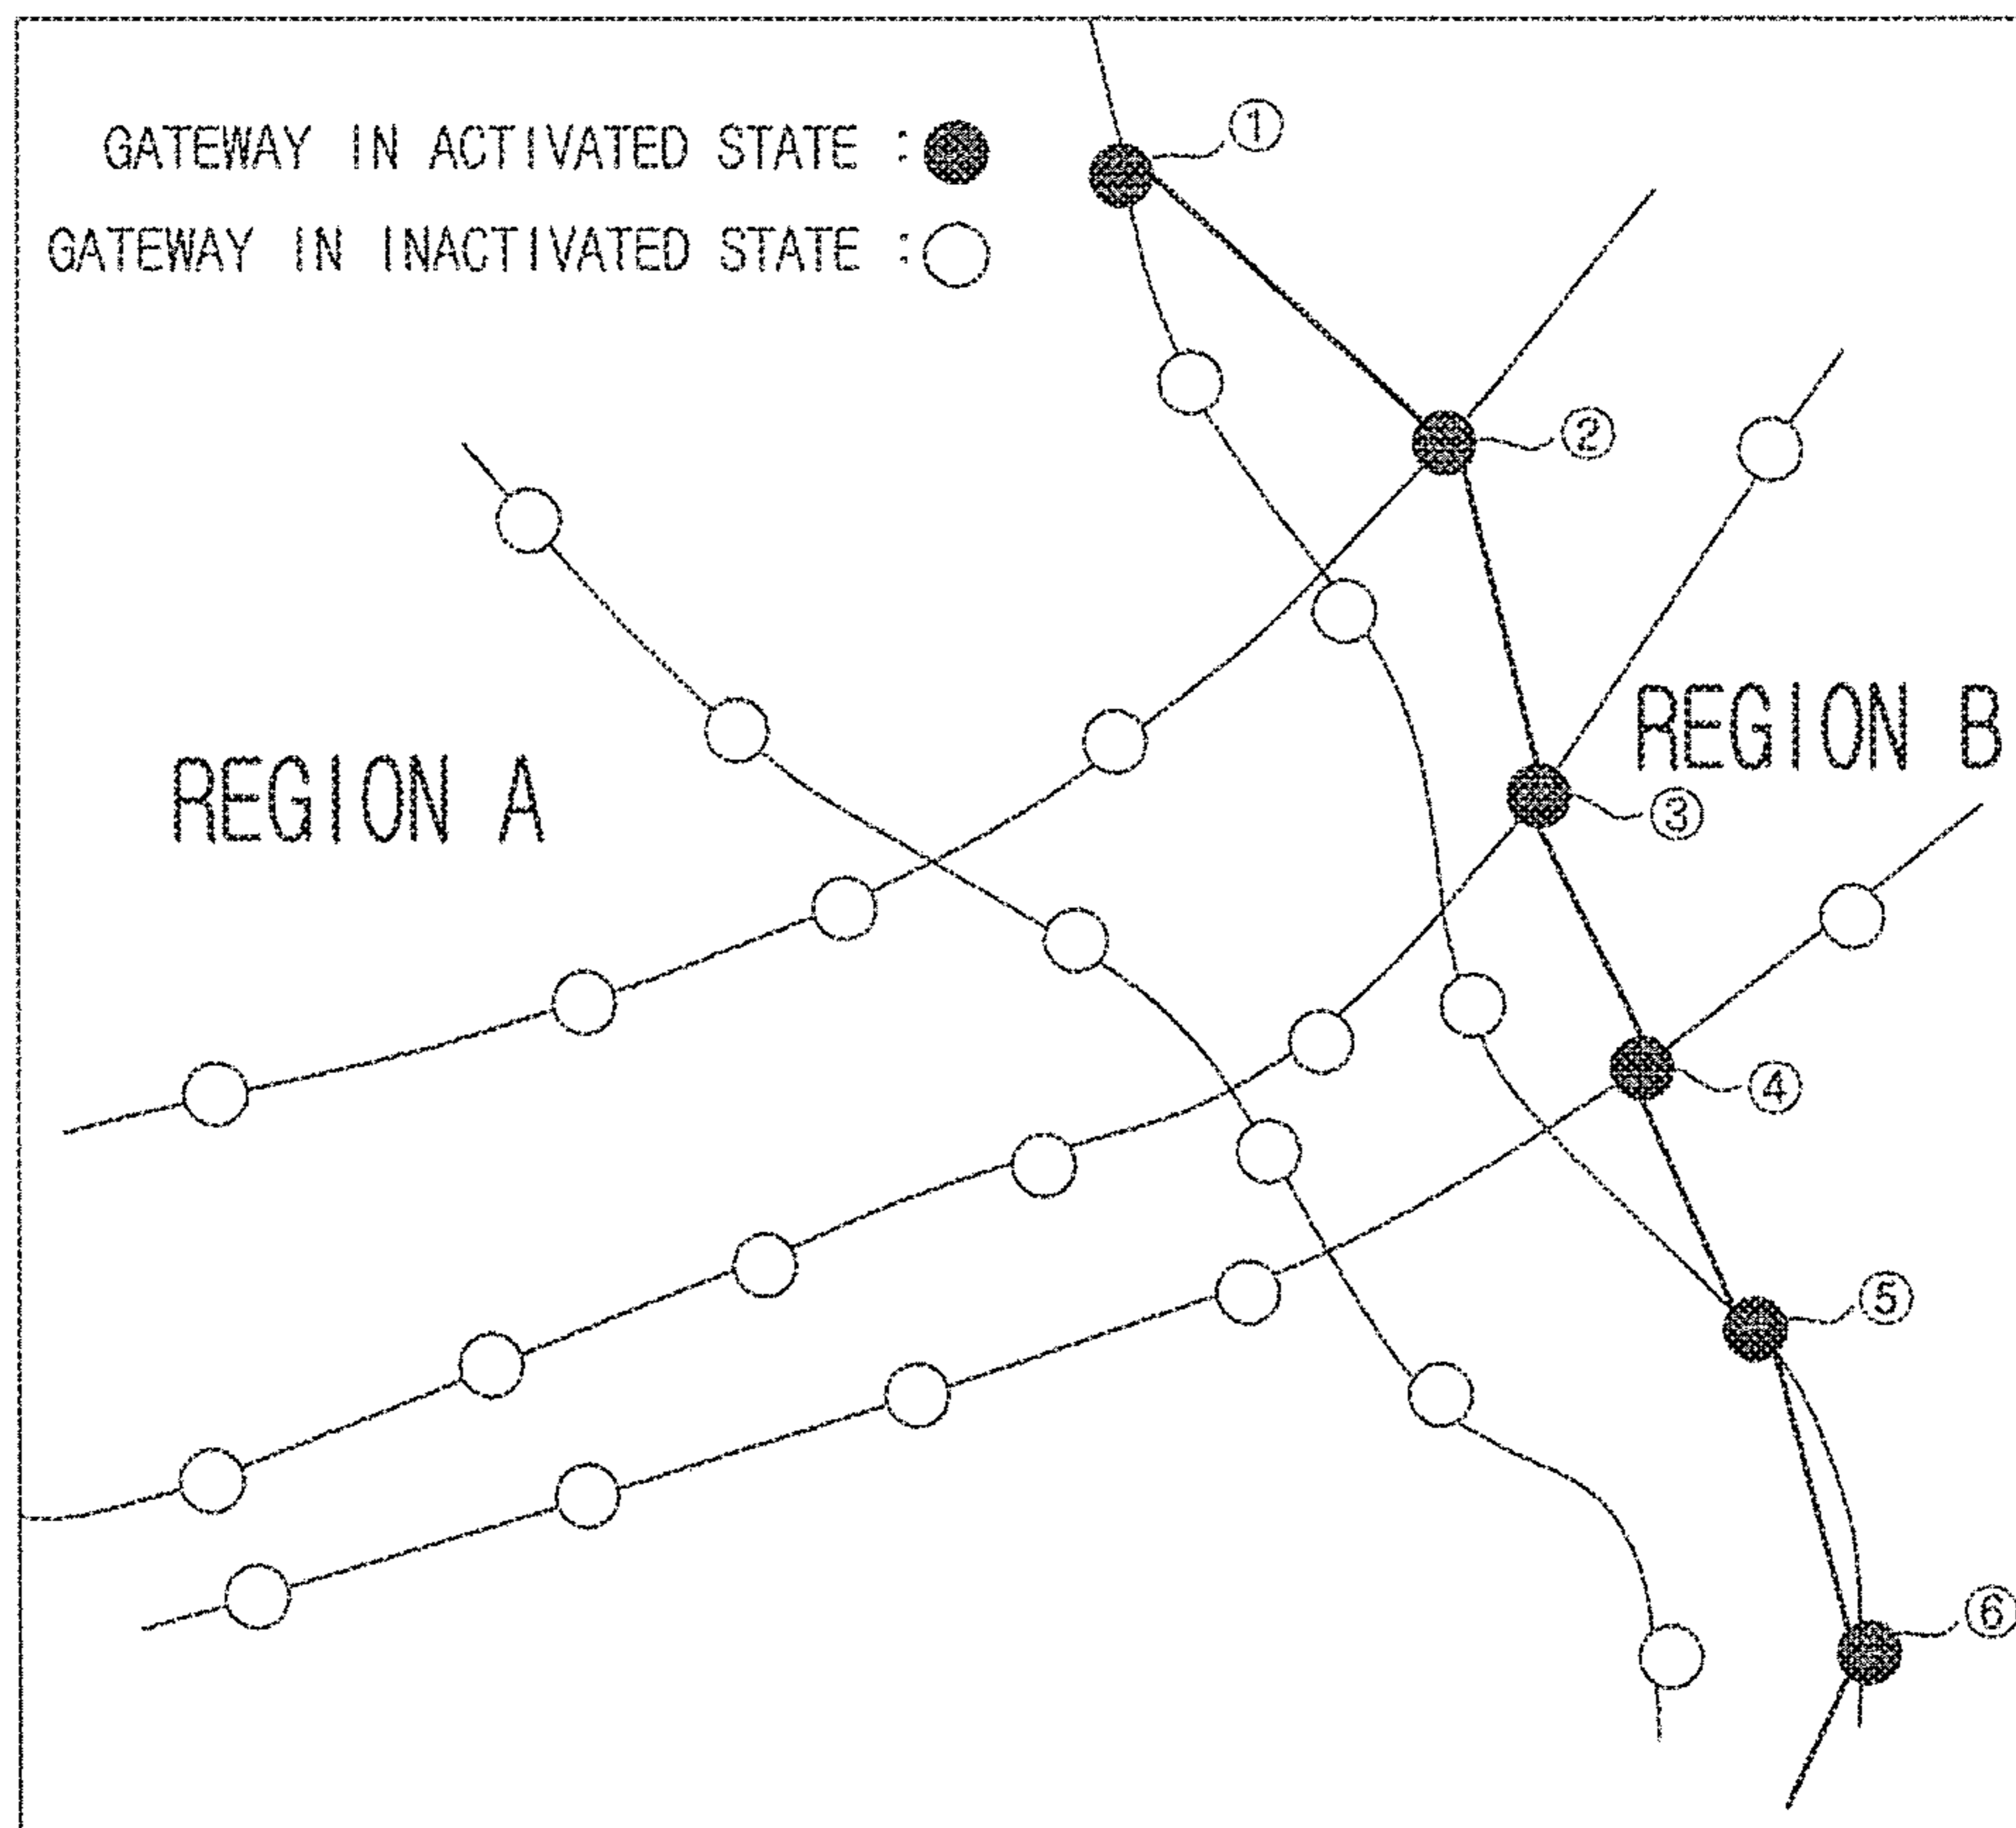 GATEWAY IN ACTIVATED STATE :
GATEWAY IN INACTIVATED STATE :
①
②
REGION A
REGION B
③
④
⑤
⑥